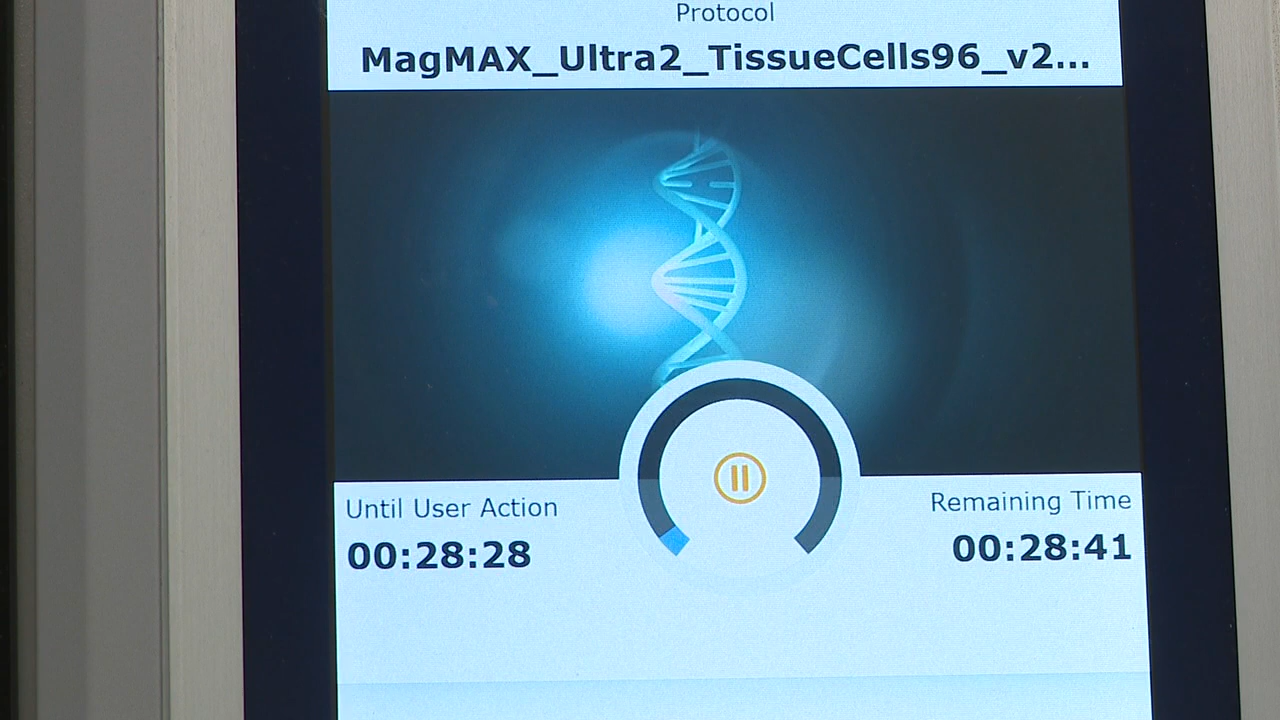 Protocol
MagMAX_Ultra2_TissueCells96_v2...
Until User Action
Remaining Time
00:28:28
00:28:41